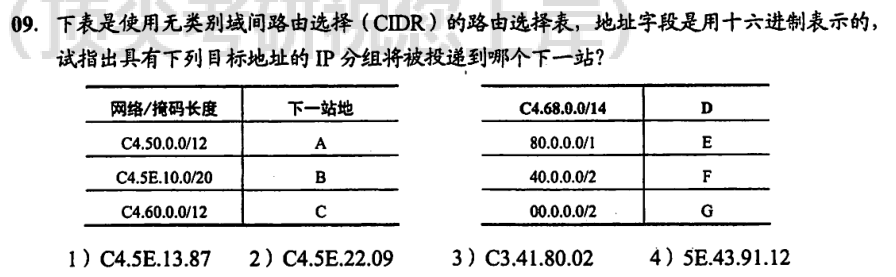 09. 下表是使用无类别域间路由选择（CIDR）的路由选择表，地址字段是用十六进制表示的，
试指出具有下列目标地址的 IP 分组将被投递到哪个下一站？
网络/掩码长度 下一站地
C4.50.0.0/12 A
C4.5E.10.0/20 B
C4.60.0.0/12 C
C4.68.0.0/14 D
80.0.0.0/1 E
40.0.0.0/2 F
00.0.0.0/2 G
1）C4.5E.13.87 2）C4.5E.22.09 3）C3.41.80.02 4）5E.43.91.12